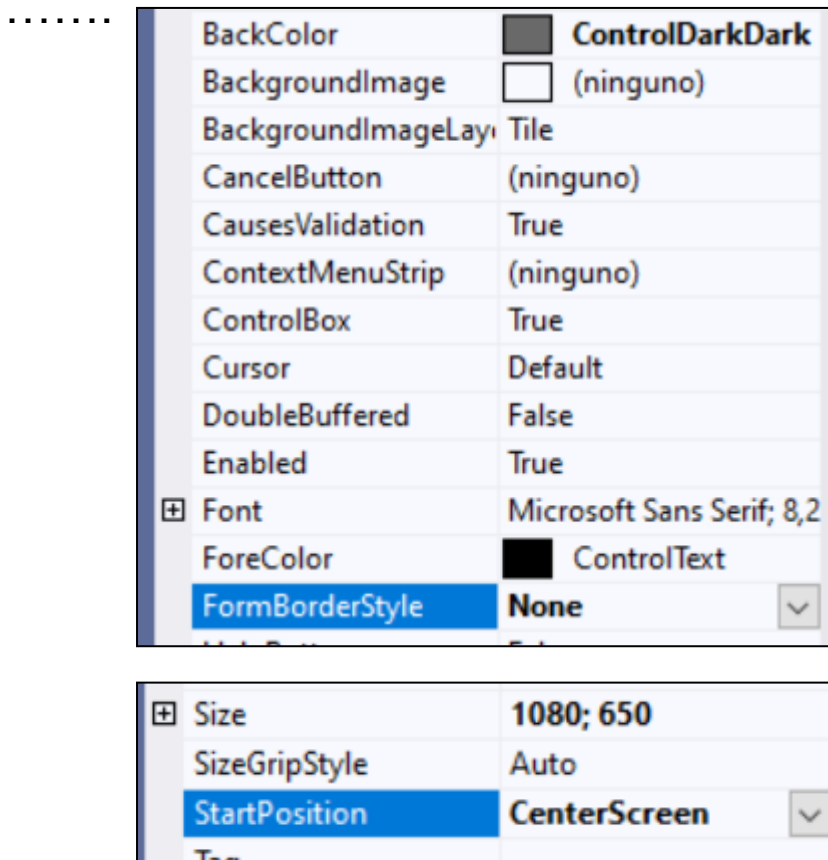 .......
BackColor ControlDarkDark
BackgroundImage (ninguno)
BackgroundImageLay Tile
CancelButton (ninguno)
CausesValidation True
ContextMenuStrip (ninguno)
ControlBox True
Cursor Default
DoubleBuffered False
Enabled True
Font Microsoft Sans Serif; 8,2
ForeColor ControlText
FormBorderStyle None
Size 1080; 650
SizeGripStyle Auto
StartPosition CenterScreen